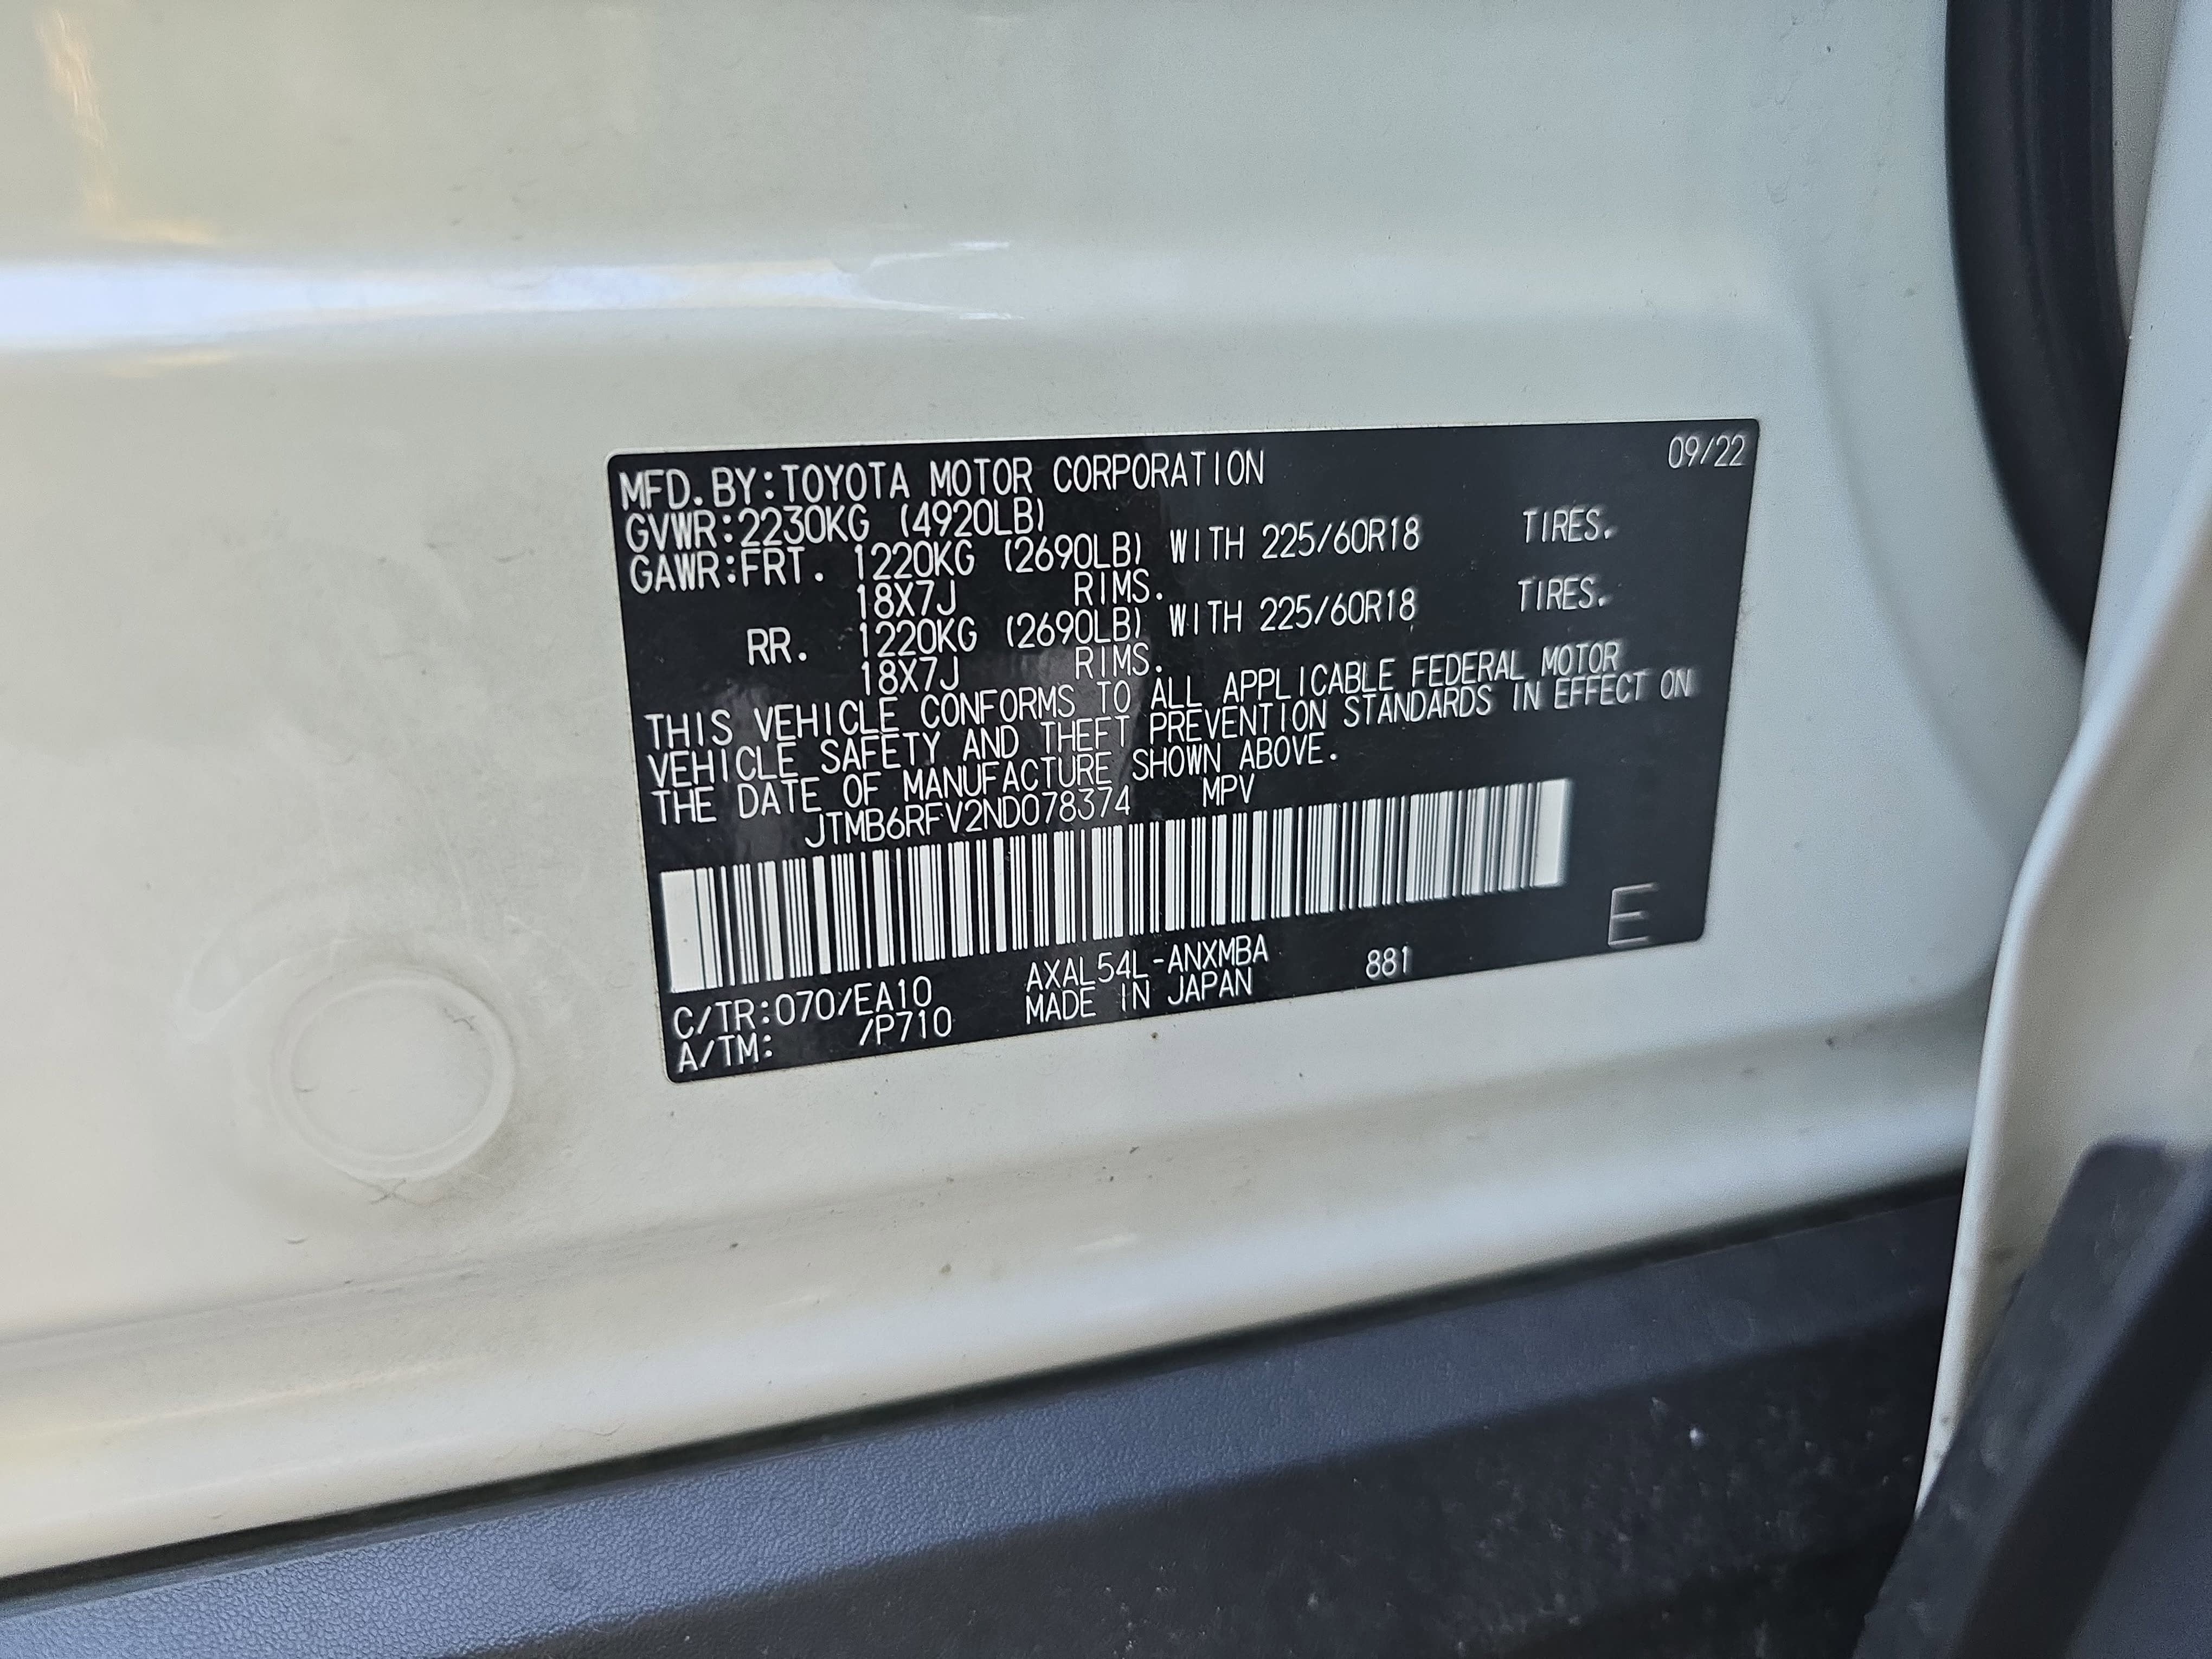 MFD.BY:TOYOTA MOTOR CORPORATION 09/22
GVWR:2230KG (4920LB)
GAWR:FRT. 1220KG (2690LB) WITH 225/60R18 TIRES.
18X7J RIMS.
RR. 1220KG (2690LB) WITH 225/60R18 TIRES.
18X7J RIMS.
THIS VEHICLE CONFORMS TO ALL APPLICABLE FEDERAL MOTOR
VEHICLE SAFETY AND THEFT PREVENTION STANDARDS IN EFFECT ON
THE DATE OF MANUFACTURE SHOWN ABOVE.
JTMB6RFV2ND078374 MPV
E
C/TR:070/EA10 AXAL54L-ANXMBA 881
A/TM: /P710 MADE IN JAPAN